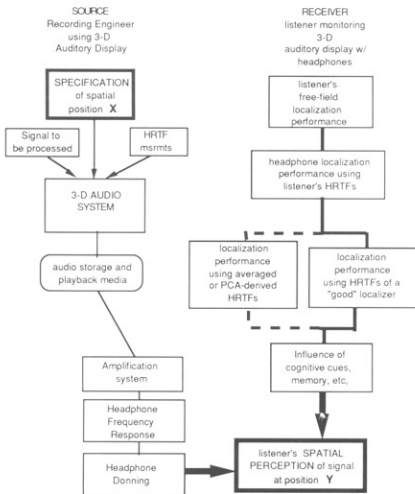 SOURCE
Recording Engineer
using 3-D
Auditory Display
SPECIFICATION
of spatial
position X
Signal to
be processed
HRTF
msrmts
3-D AUDIO
SYSTEM
audio storage and
playback media
Amplification
system
Headphone
Frequency
Response
Headphone
Donning
RECEIVER
listener monitoring
3-D
auditory display w/
headphones
listener's
free-field
localization
performance
headphone localization
performance using
listener's HRTFs
localization
performance
using averaged
or PCA-derived
HRTFs
localization
performance
using HRTFs of a
"good" localizer
Influence of
cognitive cues,
memory, etc,
listener's SPATIAL
PERCEPTION of signal
at position Y